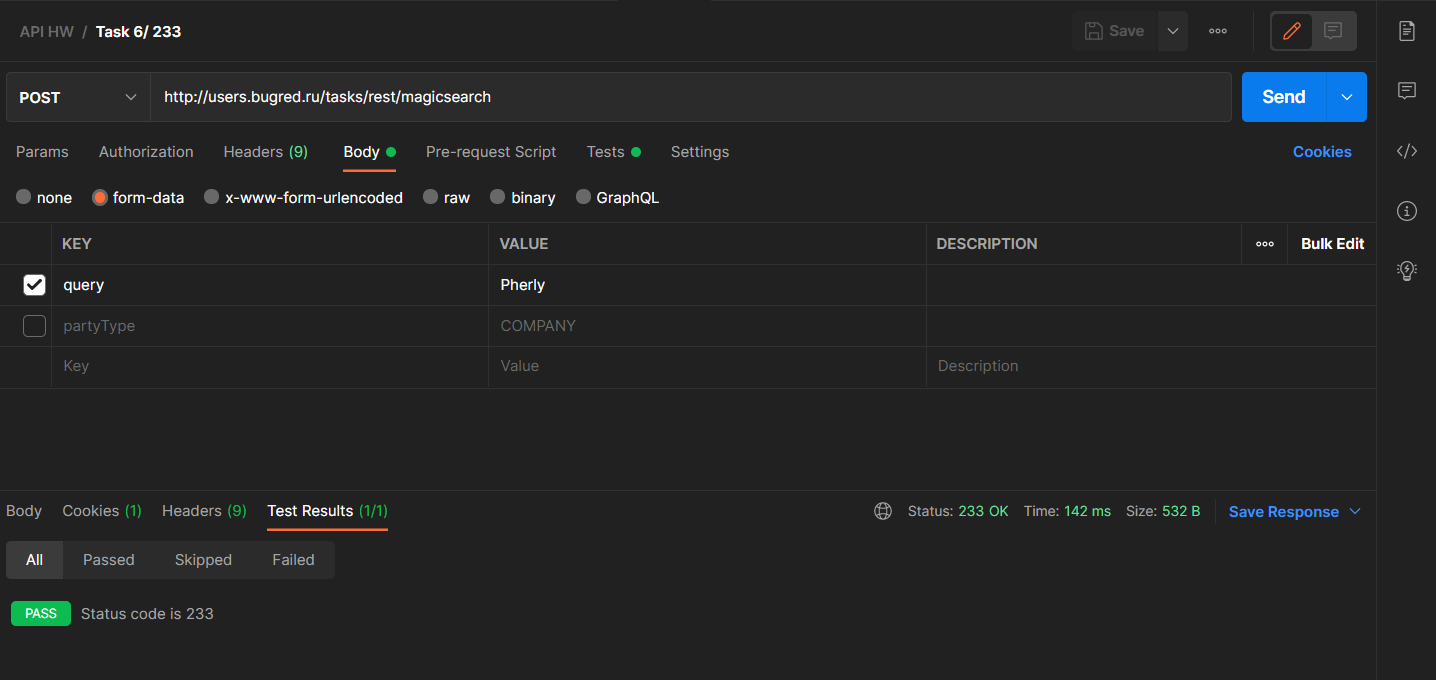 API HW / Task 6/ 233
Save
POST
http://users.bugred.ru/tasks/rest/magicsearch
Send
Params Authorization Headers (9) Body Pre-request Script Tests Settings Cookies
none form-data x-www-form-urlencoded raw binary GraphQL
KEY VALUE DESCRIPTION Bulk Edit
query Pherly
partyType COMPANY
Key Value Description
Body Cookies (1) Headers (9) Test Results (1/1) Status: 233 OK Time: 142 ms Size: 532 B Save Response
All Passed Skipped Failed
PASS Status code is 233